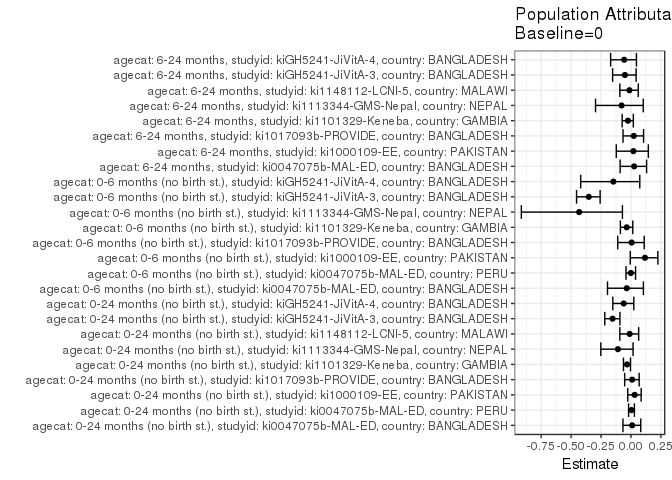 Population Attributa
Baseline=0
agecat: 6-24 months, studyid: kiGH5241-JiVitA-4, country: BANGLADESH
agecat: 6-24 months, studyid: kiGH5241-JiVitA-3, country: BANGLADESH
agecat: 6-24 months, studyid: ki1148112-LCNI-5, country: MALAWI
agecat: 6-24 months, studyid: ki1113344-GMS-Nepal, country: NEPAL
agecat: 6-24 months, studyid: ki1101329-Keneba, country: GAMBIA
agecat: 6-24 months, studyid: ki1017093b-PROVIDE, country: BANGLADESH
agecat: 6-24 months, studyid: ki1000109-EE, country: PAKISTAN
agecat: 6-24 months, studyid: ki0047075b-MAL-ED, country: BANGLADESH
agecat: 0-6 months (no birth st.), studyid: kiGH5241-JiVitA-4, country: BANGLADESH
agecat: 0-6 months (no birth st.), studyid: kiGH5241-JiVitA-3, country: BANGLADESH
agecat: 0-6 months (no birth st.), studyid: ki1113344-GMS-Nepal, country: NEPAL
agecat: 0-6 months (no birth st.), studyid: ki1101329-Keneba, country: GAMBIA
agecat: 0-6 months (no birth st.), studyid: ki1017093b-PROVIDE, country: BANGLADESH
agecat: 0-6 months (no birth st.), studyid: ki1000109-EE, country: PAKISTAN
agecat: 0-6 months (no birth st.), studyid: ki0047075b-MAL-ED, country: PERU
agecat: 0-6 months (no birth st.), studyid: ki0047075b-MAL-ED, country: BANGLADESH
agecat: 0-24 months (no birth st.), studyid: kiGH5241-JiVitA-4, country: BANGLADESH
agecat: 0-24 months (no birth st.), studyid: kiGH5241-JiVitA-3, country: BANGLADESH
agecat: 0-24 months (no birth st.), studyid: ki1148112-LCNI-5, country: MALAWI
agecat: 0-24 months (no birth st.), studyid: ki1113344-GMS-Nepal, country: NEPAL
agecat: 0-24 months (no birth st.), studyid: ki1101329-Keneba, country: GAMBIA
agecat: 0-24 months (no birth st.), studyid: ki1017093b-PROVIDE, country: BANGLADESH
agecat: 0-24 months (no birth st.), studyid: ki1000109-EE, country: PAKISTAN
agecat: 0-24 months (no birth st.), studyid: ki0047075b-MAL-ED, country: PERU
agecat: 0-24 months (no birth st.), studyid: ki0047075b-MAL-ED, country: BANGLADESH
-0.75 -0.50 -0.25 0.00 0.25
Estimate